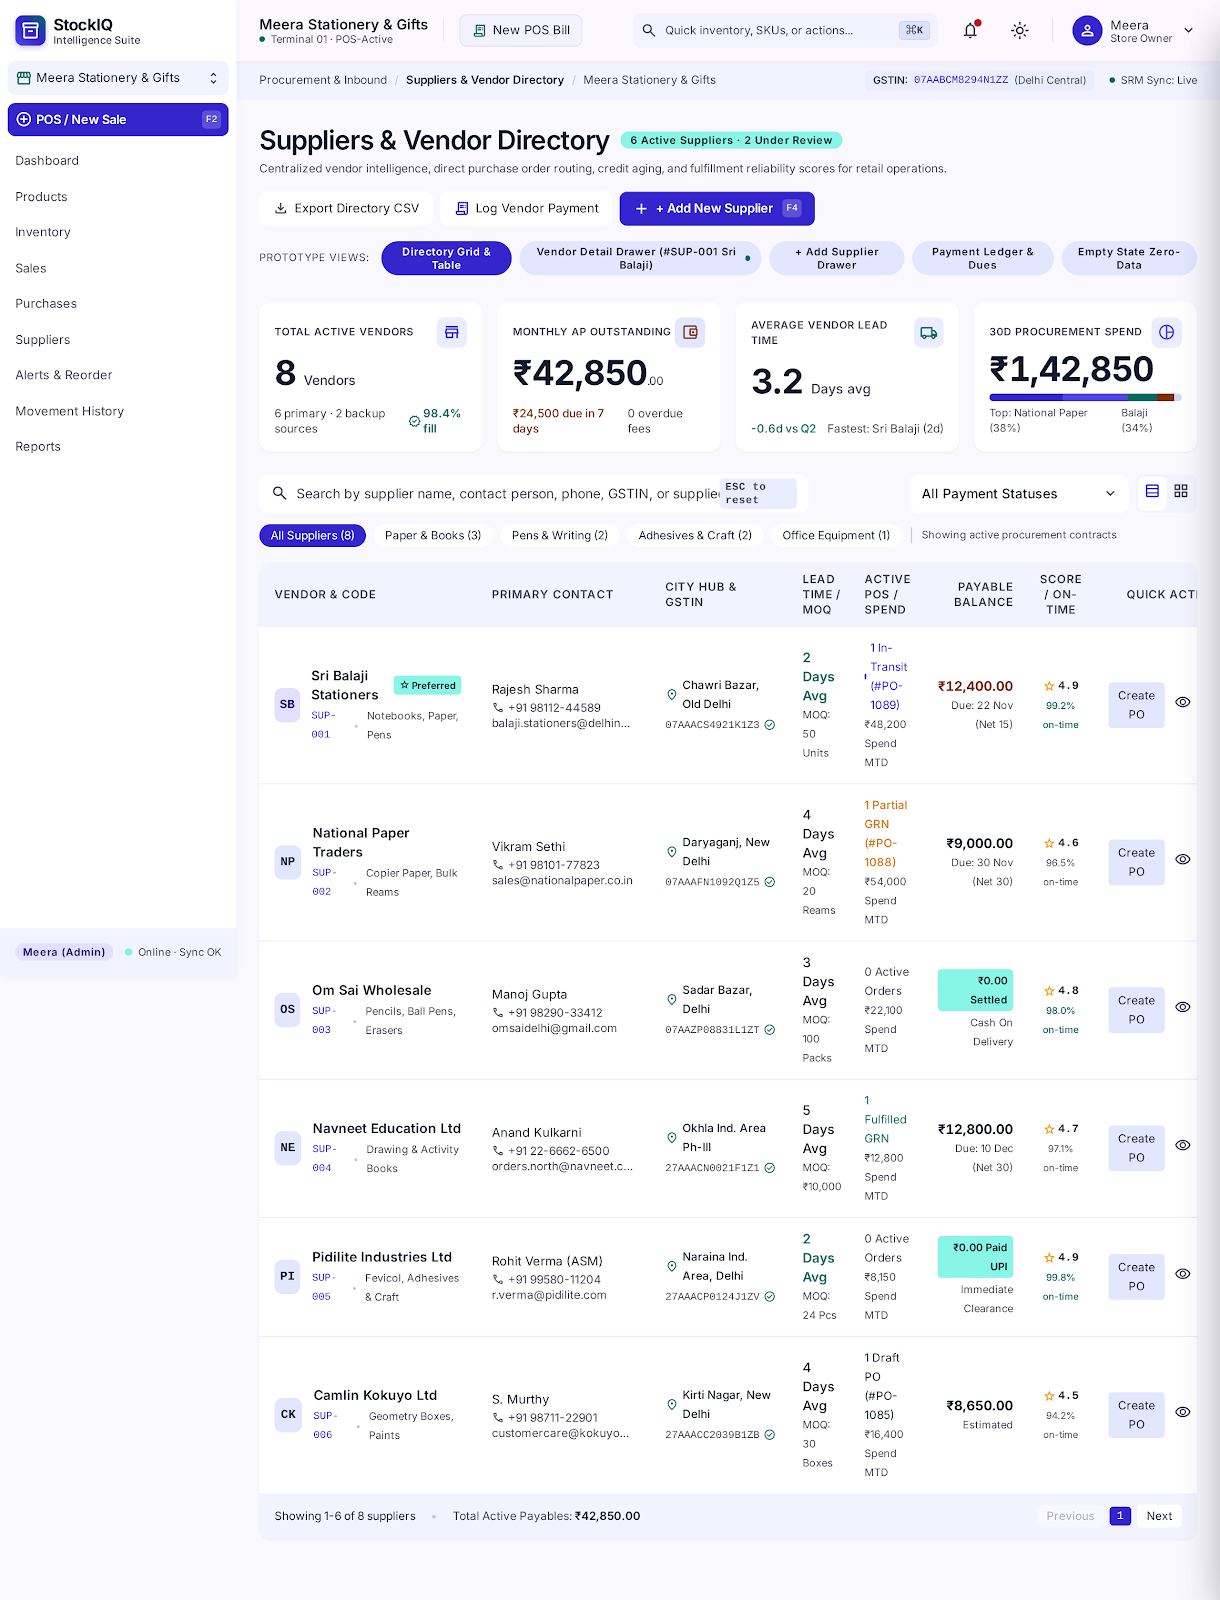 StockIQ
Intelligence Suite
Meera Stationery & Gifts
POS / New Sale F2
Dashboard
Products
Inventory
Sales
Purchases
Suppliers
Alerts & Reorder
Movement History
Reports
Meera (Admin) Online · Sync OK
Meera Stationery & Gifts
Terminal 01 · POS-Active
New POS Bill
Quick inventory, SKUs, or actions... ⌘K
Meera
Store Owner
Procurement & Inbound / Suppliers & Vendor Directory / Meera Stationery & Gifts
GSTIN: 07AABCM8294N1ZZ (Delhi Central) SRM Sync: Live
Suppliers & Vendor Directory
6 Active Suppliers · 2 Under Review
Centralized vendor intelligence, direct purchase order routing, credit aging, and fulfillment reliability scores for retail operations.
Export Directory CSV
Log Vendor Payment
+ Add New Supplier F4
PROTOTYPE VIEWS:
Directory Grid &
Table
Vendor Detail Drawer (#SUP-001 Sri
Balaji)
+ Add Supplier
Drawer
Payment Ledger &
Dues
Empty State Zero-
Data
TOTAL ACTIVE VENDORS
8 Vendors
6 primary · 2 backup
sources
98.4%
fill
MONTHLY AP OUTSTANDING
₹42,850.00
₹24,500 due in 7
days
0 overdue
fees
AVERAGE VENDOR LEAD
TIME
3.2 Days avg
-0.6d vs Q2 Fastest: Sri Balaji (2d)
30D PROCUREMENT SPEND
₹1,42,850
Top: National Paper
(38%)
Balaji
(34%)
Search by supplier name, contact person, phone, GSTIN, or supplie
ESC to
reset
All Payment Statuses
All Suppliers (8)
Paper & Books (3)
Pens & Writing (2)
Adhesives & Craft (2)
Office Equipment (1)
Showing active procurement contracts
VENDOR & CODE
PRIMARY CONTACT
CITY HUB &
GSTIN
LEAD
TIME /
MOQ
ACTIVE
POS /
SPEND
PAYABLE
BALANCE
SCORE
/ ON-
TIME
QUICK ACTI
SB
Sri Balaji
Stationers
Preferred
SUP-
001
Notebooks, Paper,
Pens
Rajesh Sharma
+91 98112-44589
balaji.stationers@delhin...
Chawri Bazar,
Old Delhi
07AAACS4921K1Z3
2
Days
Avg
MOQ:
50
Units
1 In-
Transit
(#PO-
1089)
₹48,200
Spend
MTD
₹12,400.00
Due: 22 Nov
(Net 15)
4.9
99.2%
on-time
Create
PO
NP
National Paper
Traders
SUP-
002
Copier Paper, Bulk
Reams
Vikram Sethi
+91 98101-77823
sales@nationalpaper.co.in
Daryaganj, New
Delhi
07AAAFN1092Q1Z5
4
Days
Avg
MOQ:
20
Reams
1 Partial
GRN
(#PO-
1088)
₹54,000
Spend
MTD
₹9,000.00
Due: 30 Nov
(Net 30)
4.6
96.5%
on-time
Create
PO
OS
Om Sai Wholesale
SUP-
003
Pencils, Ball Pens,
Erasers
Manoj Gupta
+91 98290-33412
omsaidelhi@gmail.com
Sadar Bazar,
Delhi
07AAZPO8831L1ZT
3
Days
Avg
MOQ:
100
Packs
0 Active
Orders
₹22,100
Spend
MTD
₹0.00
Settled
Cash On
Delivery
4.8
98.0%
on-time
Create
PO
NE
Navneet Education Ltd
SUP-
004
Drawing & Activity
Books
Anand Kulkarni
+91 22-6662-6500
orders.north@navneet.c...
Okhla Ind. Area
Ph-III
27AAACN0021F1Z1
5
Days
Avg
MOQ:
₹10,000
1
Fulfilled
GRN
₹12,800
Spend
MTD
₹12,800.00
Due: 10 Dec
(Net 30)
4.7
97.1%
on-time
Create
PO
PI
Pidilite Industries Ltd
SUP-
005
Fevicol, Adhesives
& Craft
Rohit Verma (ASM)
+91 99580-11204
r.verma@pidilite.com
Naraina Ind.
Area, Delhi
27AAACP0124J1ZV
2
Days
Avg
MOQ:
24 Pcs
0 Active
Orders
₹8,150
Spend
MTD
₹0.00 Paid
UPI
Immediate
Clearance
4.9
99.8%
on-time
Create
PO
CK
Camlin Kokuyo Ltd
SUP-
006
Geometry Boxes,
Paints
S. Murthy
+91 98711-22901
customercare@kokuyo...
Kirti Nagar, New
Delhi
27AAACC2039B1ZB
4
Days
Avg
MOQ:
30
Boxes
1 Draft
PO
(#PO-
1085)
₹16,400
Spend
MTD
₹8,650.00
Estimated
4.5
94.2%
on-time
Create
PO
Showing 1-6 of 8 suppliers
Total Active Payables: ₹42,850.00
Previous 1 Next